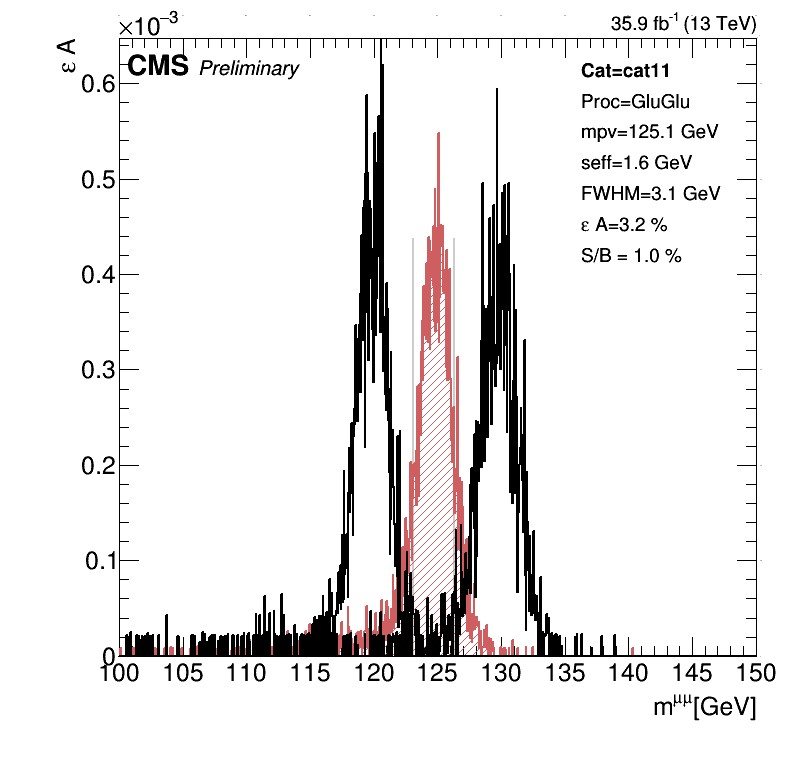 ×10⁻³
35.9 fb⁻¹ (13 TeV)
ε A
CMS Preliminary
Cat=cat11
Proc=GluGlu
mpv=125.1 GeV
seff=1.6 GeV
FWHM=3.1 GeV
ε A=3.2 %
S/B = 1.0 %
0.6
0.5
0.4
0.3
0.2
0.1
0
100 105 110 115 120 125 130 135 140 145 150
m^μμ[GeV]